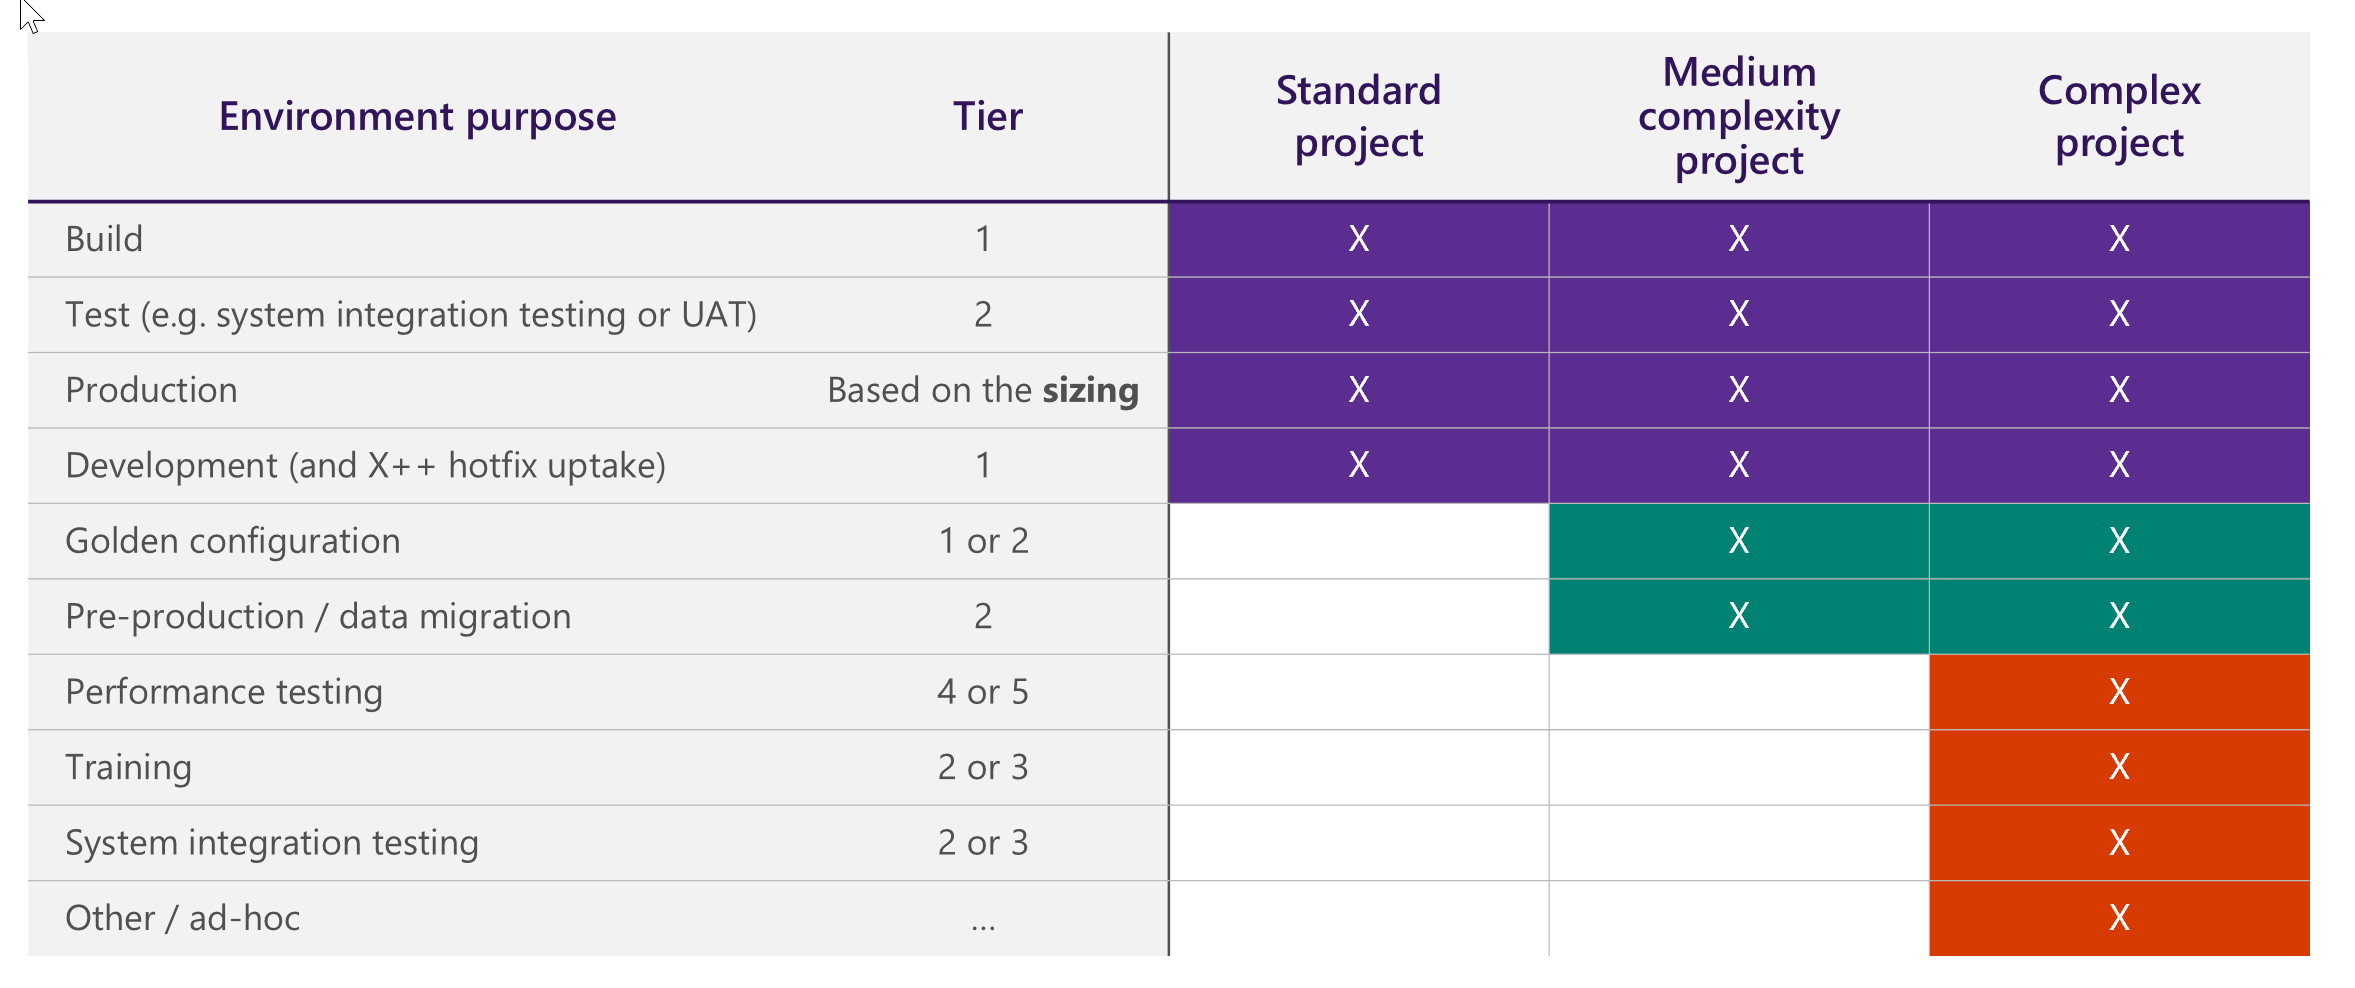 Environment purpose Tier Standard project Medium complexity project Complex project
Build 1 X X X
Test (e.g. system integration testing or UAT) 2 X X X
Production Based on the sizing X X X
Development (and X++ hotfix uptake) 1 X X X
Golden configuration 1 or 2 X X
Pre-production / data migration 2 X X
Performance testing 4 or 5 X
Training 2 or 3 X
System integration testing 2 or 3 X
Other / ad-hoc ... X